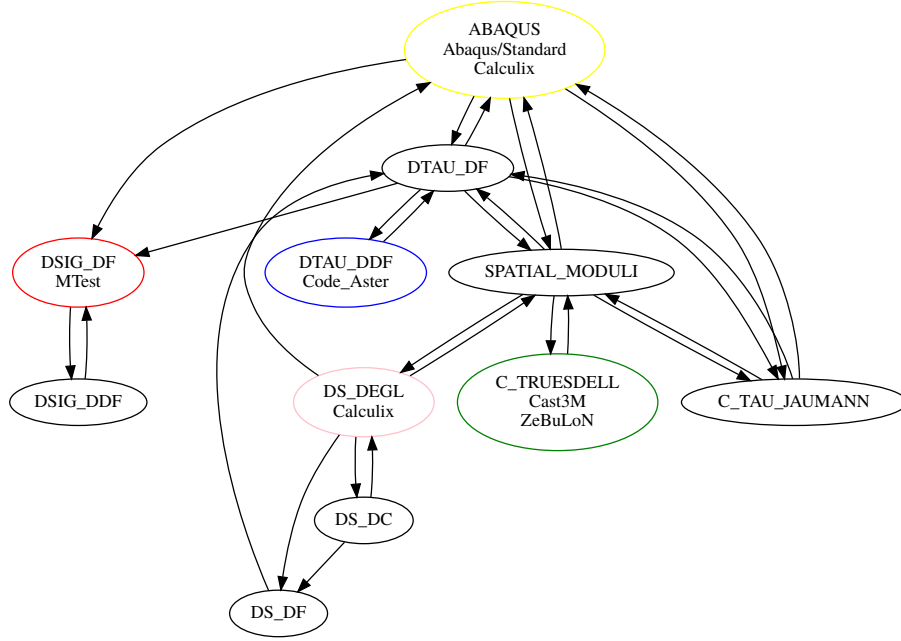 ABAQUS
Abaqus/Standard
Calculix
DTAU_DF
DSIG_DF
MTest
DTAU_DDF
Code_Aster
SPATIAL_MODULI
DSIG_DDF
DS_DEGL
Calculix
C_TRUESDELL
Cast3M
ZeBuLoN
C_TAU_JAUMANN
DS_DC
DS_DF